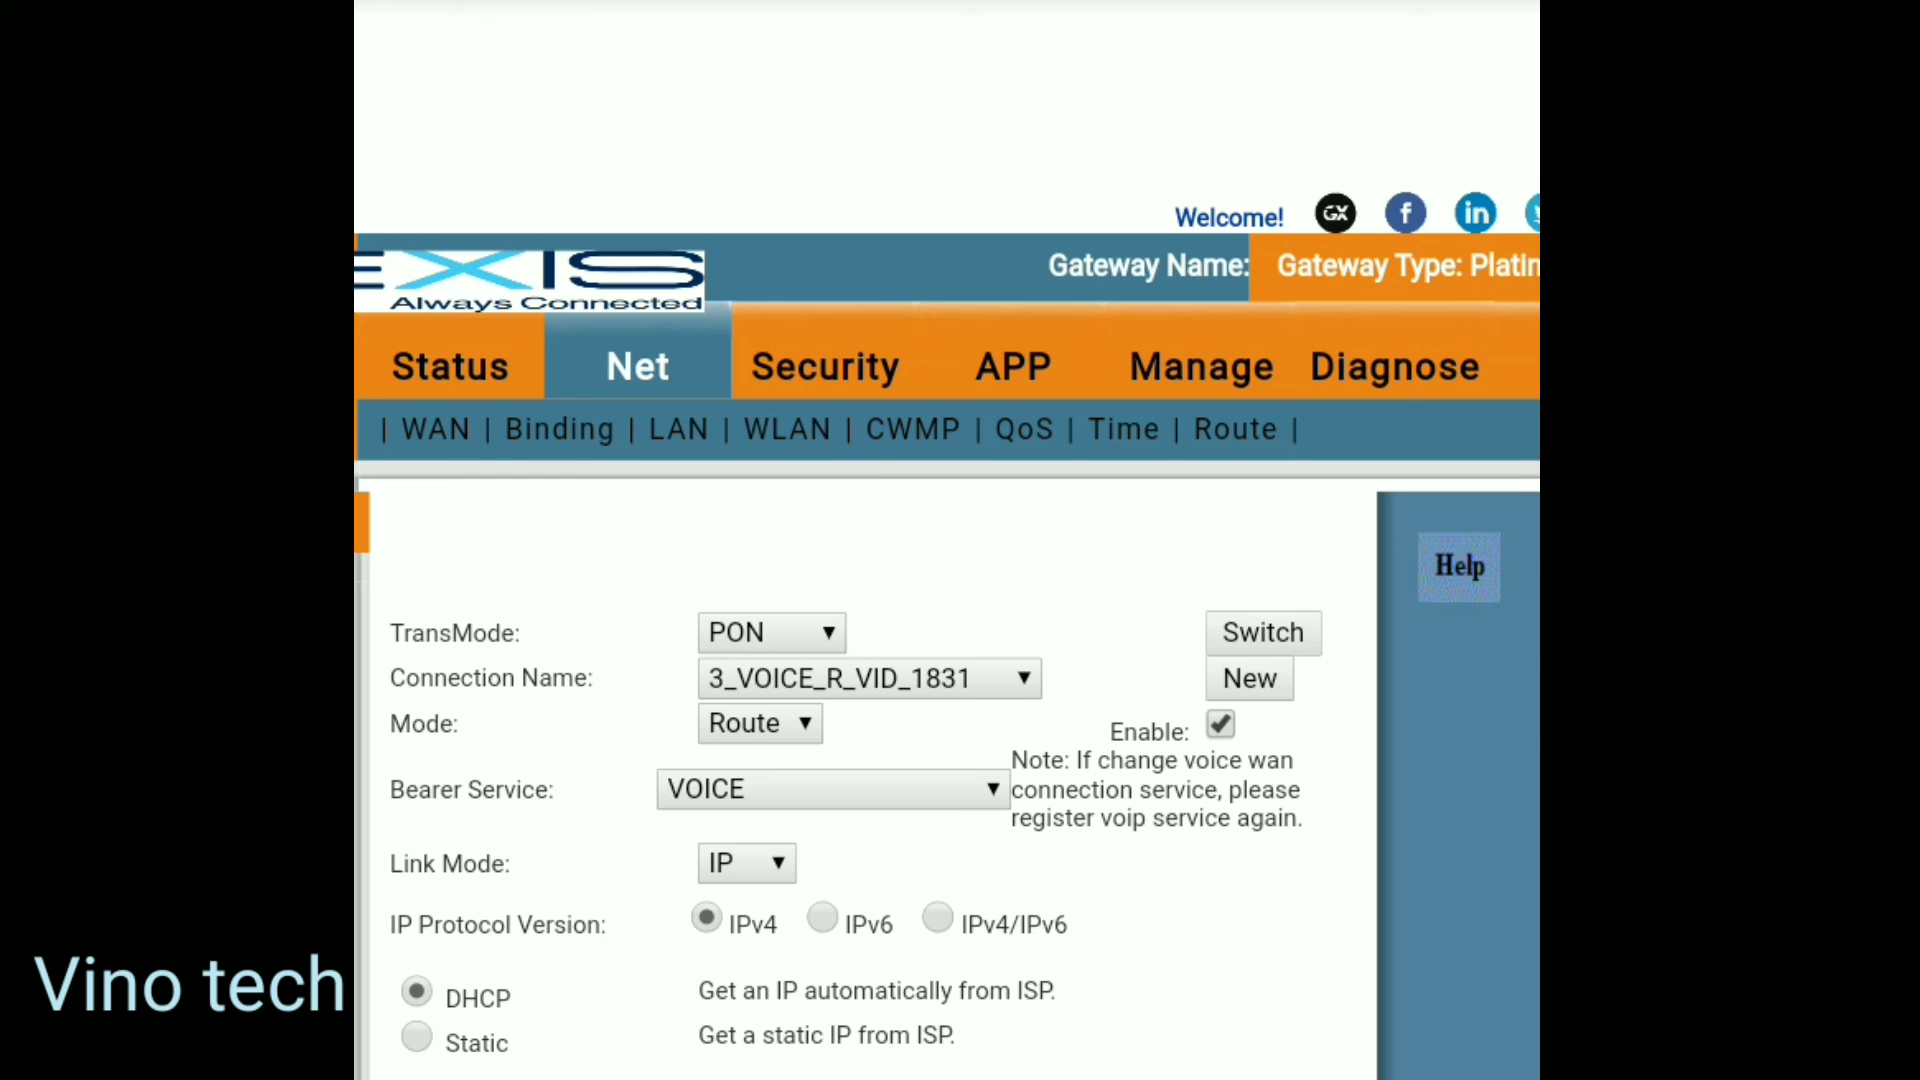 Welcome! GX f in
EXIS
Always Connected
Gateway Name: Gateway Type: Platin
Status Net Security APP Manage Diagnose
| WAN | Binding | LAN | WLAN | CWMP | QoS | Time | Route |
Help
TransMode: PON Switch
Connection Name: 3_VOICE_R_VID_1831 New
Mode: Route Enable:
Bearer Service: VOICE
Note: If change voice wan
connection service, please
register voip service again.
Link Mode: IP
IP Protocol Version: IPv4 IPv6 IPv4/IPv6
DHCP Get an IP automatically from ISP.
Static Get a static IP from ISP.
Vino tech